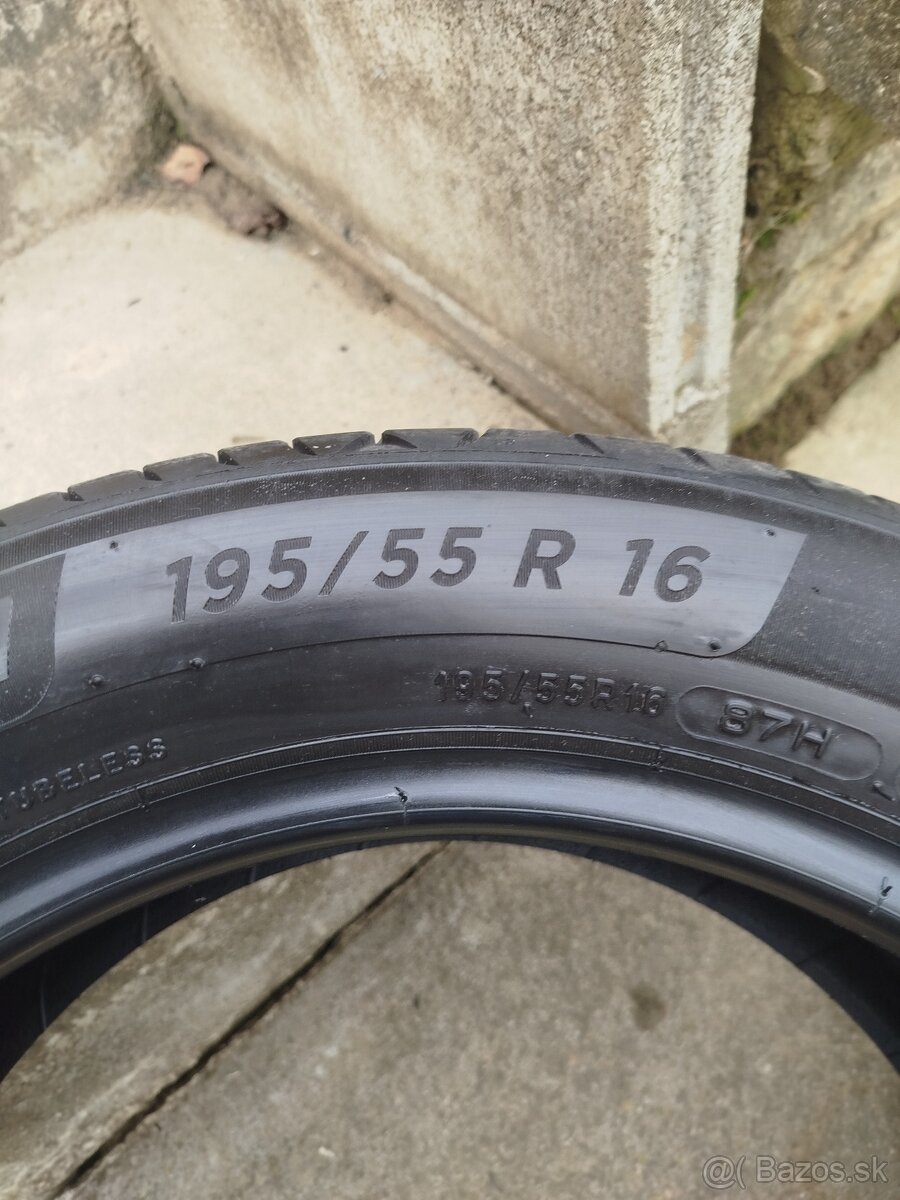 195/55 R 16
195/55R16 87H
TUBELESS
@( Bazos.sk